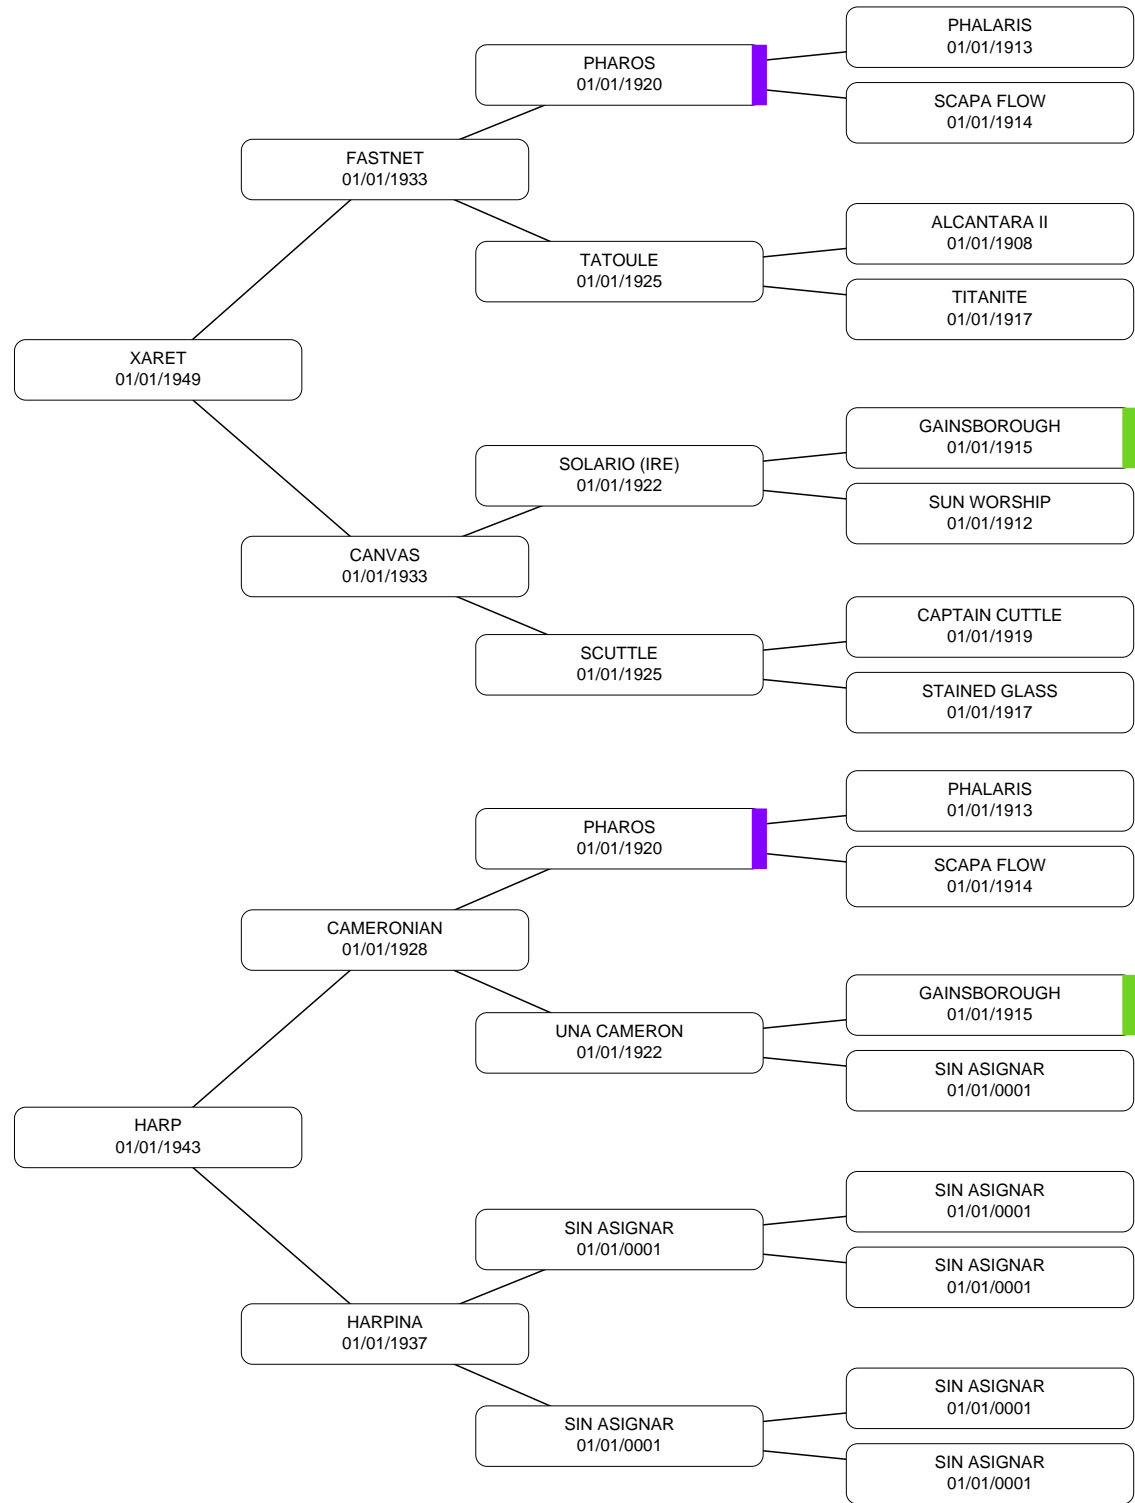 PHALARIS
01/01/1913
PHAROS
01/01/1920
SCAPA FLOW
01/01/1914
FASTNET
01/01/1933
ALCANTARA II
01/01/1908
TATOULE
01/01/1925
TITANITE
01/01/1917
XARET
01/01/1949
GAINSBOROUGH
01/01/1915
SOLARIO (IRE)
01/01/1922
SUN WORSHIP
01/01/1912
CANVAS
01/01/1933
CAPTAIN CUTTLE
01/01/1919
SCUTTLE
01/01/1925
STAINED GLASS
01/01/1917
PHALARIS
01/01/1913
PHAROS
01/01/1920
SCAPA FLOW
01/01/1914
CAMERONIAN
01/01/1928
GAINSBOROUGH
01/01/1915
UNA CAMERON
01/01/1922
SIN ASIGNAR
01/01/0001
HARP
01/01/1943
SIN ASIGNAR
01/01/0001
SIN ASIGNAR
01/01/0001
SIN ASIGNAR
01/01/0001
HARPINA
01/01/1937
SIN ASIGNAR
01/01/0001
SIN ASIGNAR
01/01/0001
SIN ASIGNAR
01/01/0001